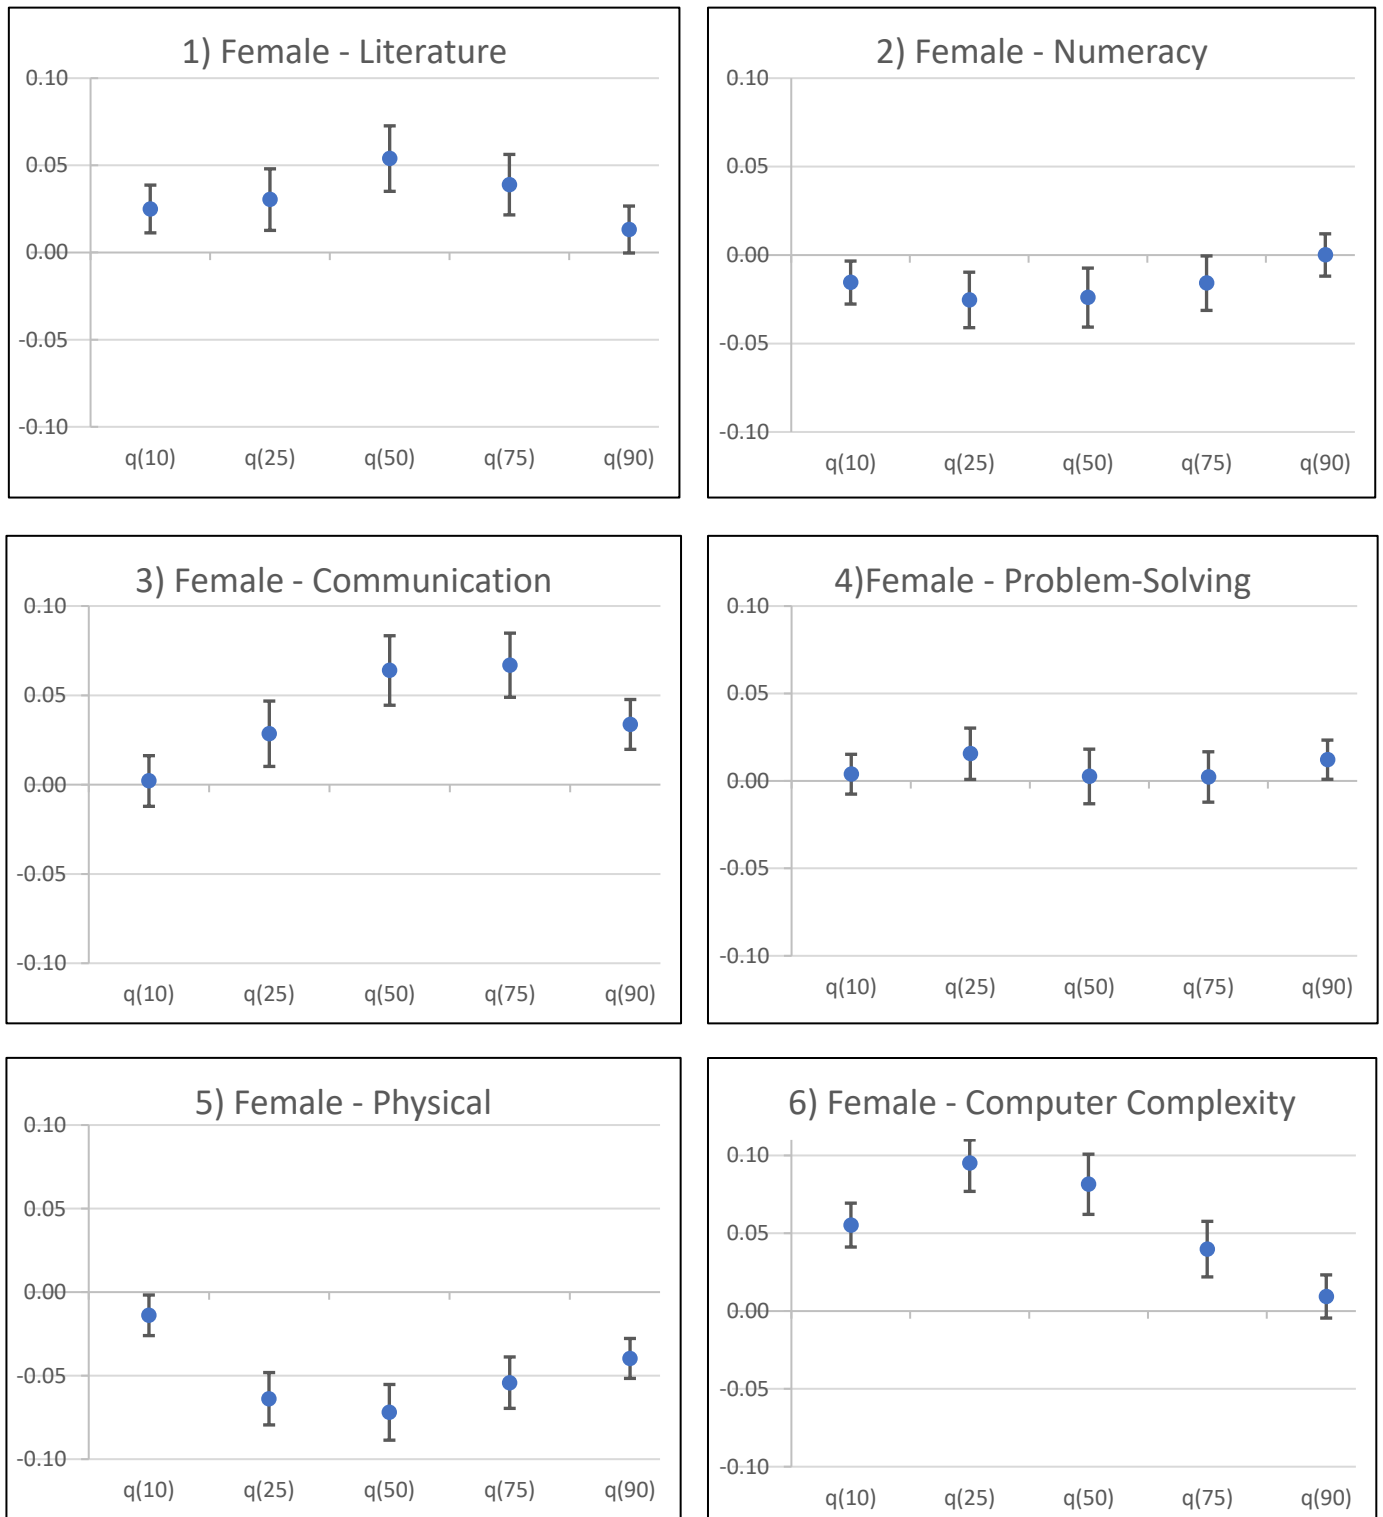 1) Female - Literature
0.10
0.05
0.00
-0.05
-0.10
q(10) q(25) q(50) q(75) q(90)
2) Female - Numeracy
0.10
0.05
0.00
-0.05
-0.10
q(10) q(25) q(50) q(75) q(90)
3) Female - Communication
0.10
0.05
0.00
-0.05
-0.10
q(10) q(25) q(50) q(75) q(90)
4)Female - Problem-Solving
0.10
0.05
0.00
-0.05
-0.10
q(10) q(25) q(50) q(75) q(90)
5) Female - Physical
0.10
0.05
0.00
-0.05
-0.10
q(10) q(25) q(50) q(75) q(90)
6) Female - Computer Complexity
0.10
0.05
0.00
-0.05
-0.10
q(10) q(25) q(50) q(75) q(90)